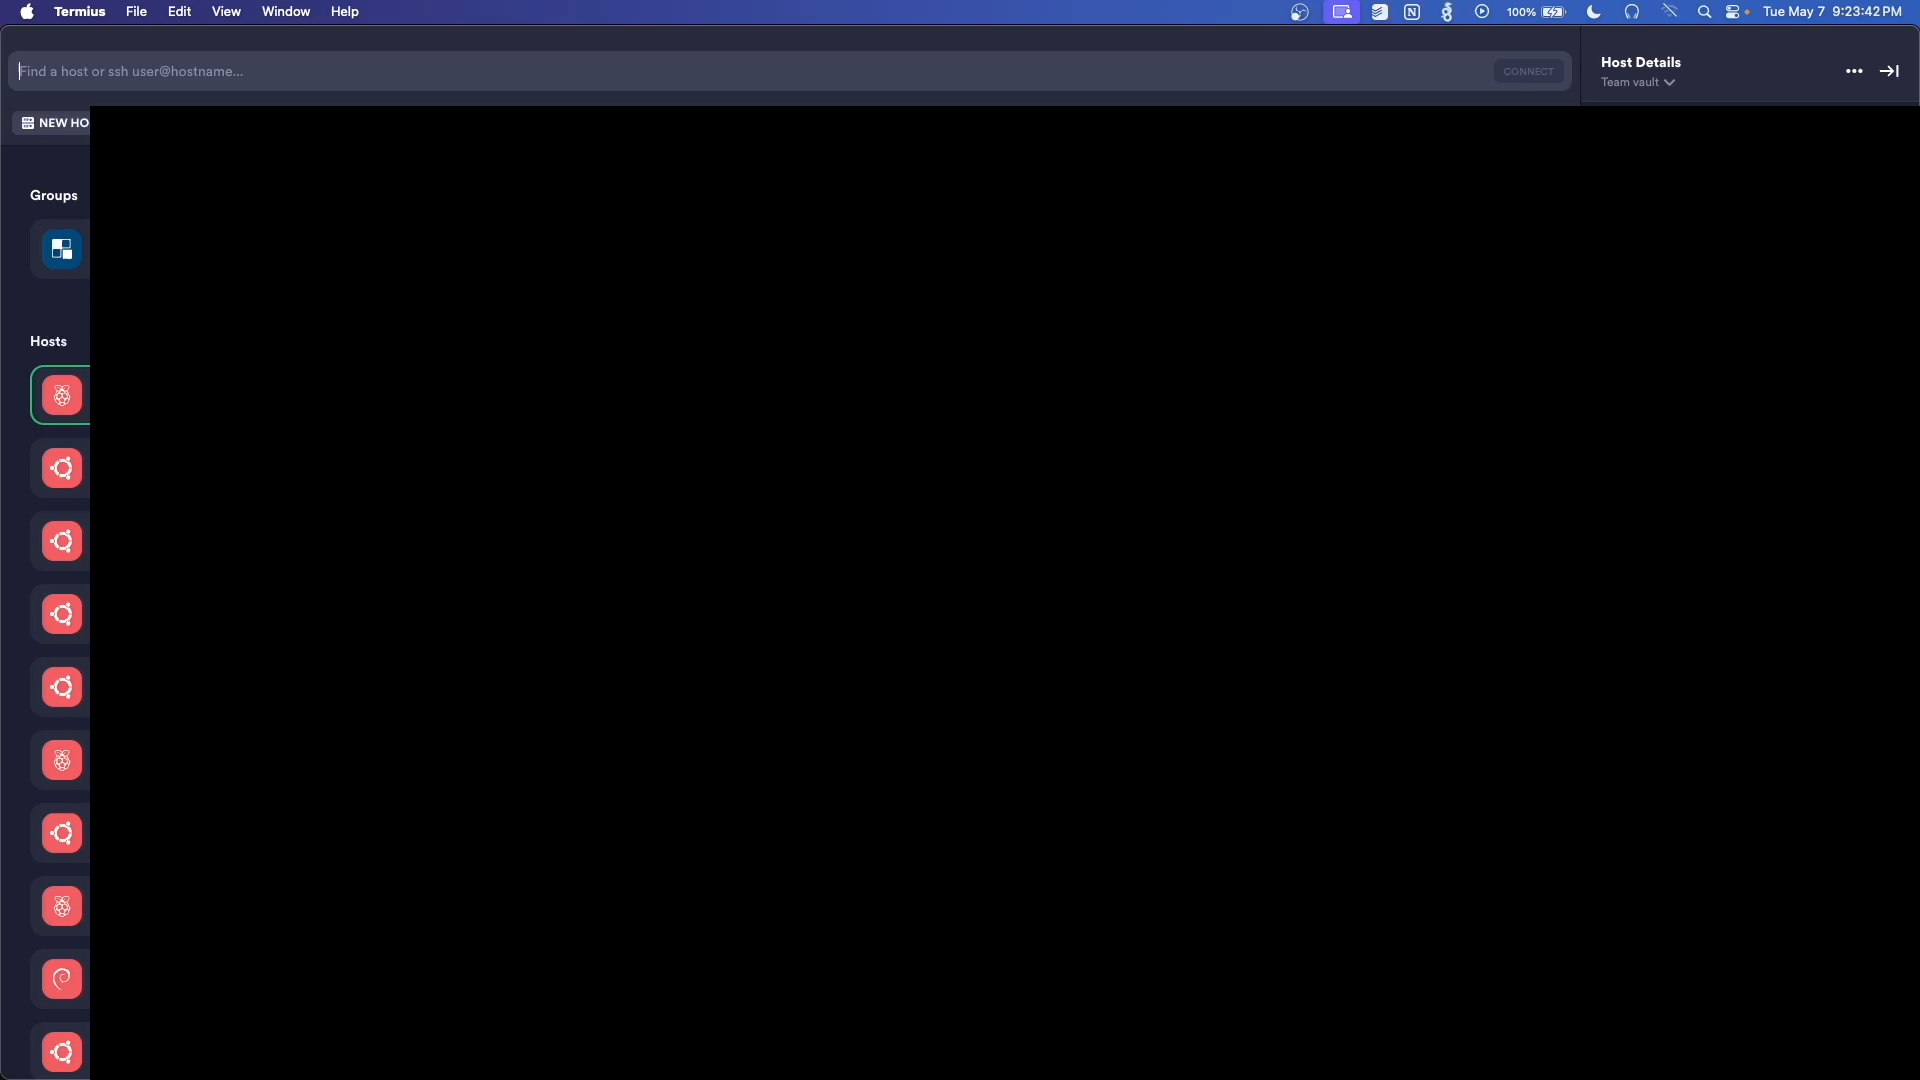 Termius File Edit View Window Help 100% Tue May 7 9:23:42 PM
Find a host or ssh user@hostname...
CONNECT
Host Details
Team vault
NEW HO
Groups
Hosts